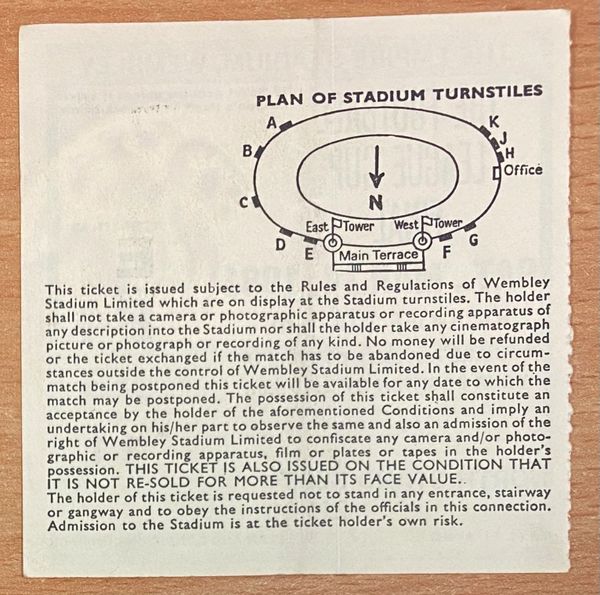 PLAN OF STADIUM TURNSTILES
A
K
J
B
H
Office
C
N
East Tower
West Tower
D
E
F
G
Main Terrace
This ticket is issued subject to the Rules and Regulations of Wembley
Stadium Limited which are on display at the Stadium turnstiles. The holder
shall not take a camera or photographic apparatus or recording apparatus of
any description into the Stadium nor shall the holder take any cinematograph
picture or photograph or recording of any kind. No money will be refunded
or the ticket exchanged if the match has to be abandoned due to circum-
stances outside the control of Wembley Stadium Limited. In the event of the
match being postponed this ticket will be available for any date to which the
match may be postponed. The possession of this ticket shall constitute an
acceptance by the holder of the aforementioned Conditions and imply an
undertaking on his/her part to observe the same and also an admission of the
right of Wembley Stadium Limited to confiscate any camera and/or photo-
graphic or recording apparatus, film or plates or tapes in the holder's
possession. THIS TICKET IS ALSO ISSUED ON THE CONDITION THAT
IT IS NOT RE-SOLD FOR MORE THAN ITS FACE VALUE..
The holder of this ticket is requested not to stand in any entrance, stairway
or gangway and to obey the instructions of the officials in this connection.
Admission to the Stadium is at the ticket holder's own risk.